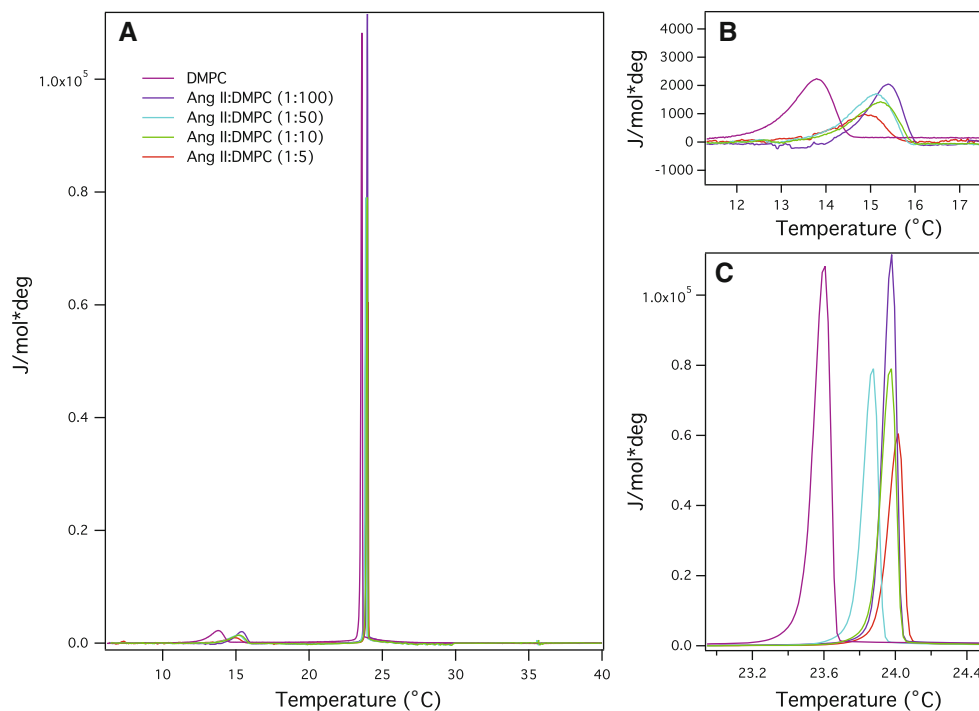 A
DMPC
Ang II:DMPC (1:100)
Ang II:DMPC (1:50)
Ang II:DMPC (1:10)
Ang II:DMPC (1:5)
J/mol*deg
1.0x10⁵
0.8
0.6
0.4
0.2
0.0
10 15 20 25 30 35 40
Temperature (°C)
B
J/mol*deg
4000
3000
2000
1000
0
-1000
12 13 14 15 16 17
Temperature (°C)
C
J/mol*deg
1.0x10⁵
0.8
0.6
0.4
0.2
0.0
23.2 23.6 24.0 24.4
Temperature (°C)